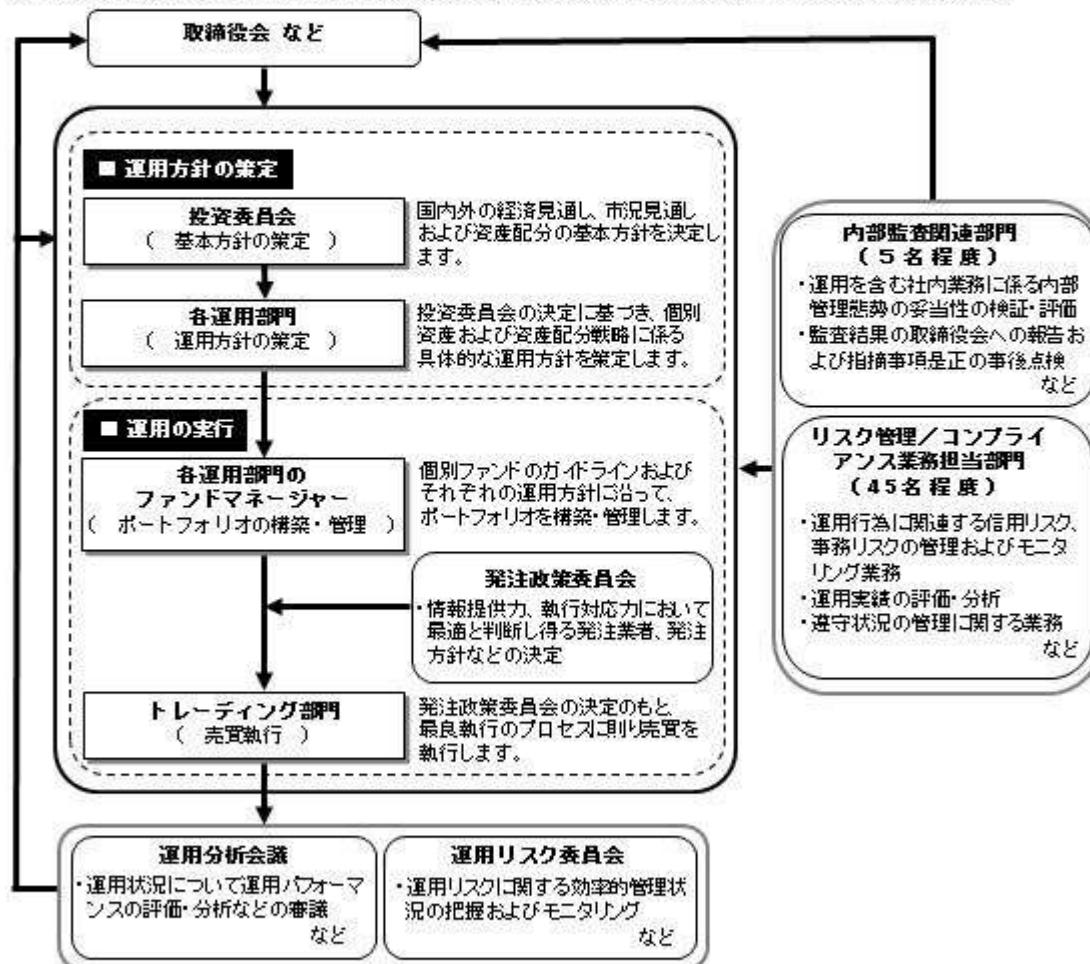 取締役会 など
■ 運用方針の策定
投資委員会
（ 基本方針の策定 ）
国内外の経済見通し、市況見通し
および資産配分の基本方針を決定し
ます。
各運用部門
（ 運用方針の策定 ）
投資委員会の決定に基づき、個別
資産および資産配分戦略に係る
具体的な運用方針を策定します。
■ 運用の実行
各運用部門の
ファンドマネージャー
（ ポートフォリオの構築・管理 ）
個別ファンドのガイドラインおよび
それぞれの運用方針に沿って、
ポートフォリオを構築・管理します。
発注政策委員会
・情報提供力、執行対応力において
最適と判断し得る発注業者、発注
方針などの決定
トレーディング部門
（ 売買執行 ）
発注政策委員会の決定のもと、
最良執行のプロセスに則り売買を
執行します。
運用分析会議
・運用状況について運用パフォーマ
ンスの評価・分析などの審議
など
運用リスク委員会
・運用リスクに関する効率的管理状
況の把握およびモニタリング
など
内部監査関連部門
（５名程度）
・運用を含む社内業務に係る内部
管理態勢の妥当性の検証・評価
・監査結果の取締役会への報告お
よび指摘事項是正の事後点検
など
リスク管理／コンプライ
アンス業務担当部門
（45名程度）
・運用行為に関連する信用リスク、
事務リスクの管理およびモニタ
リング業務
・運用実績の評価・分析
・遵守状況の管理に関する業務
など